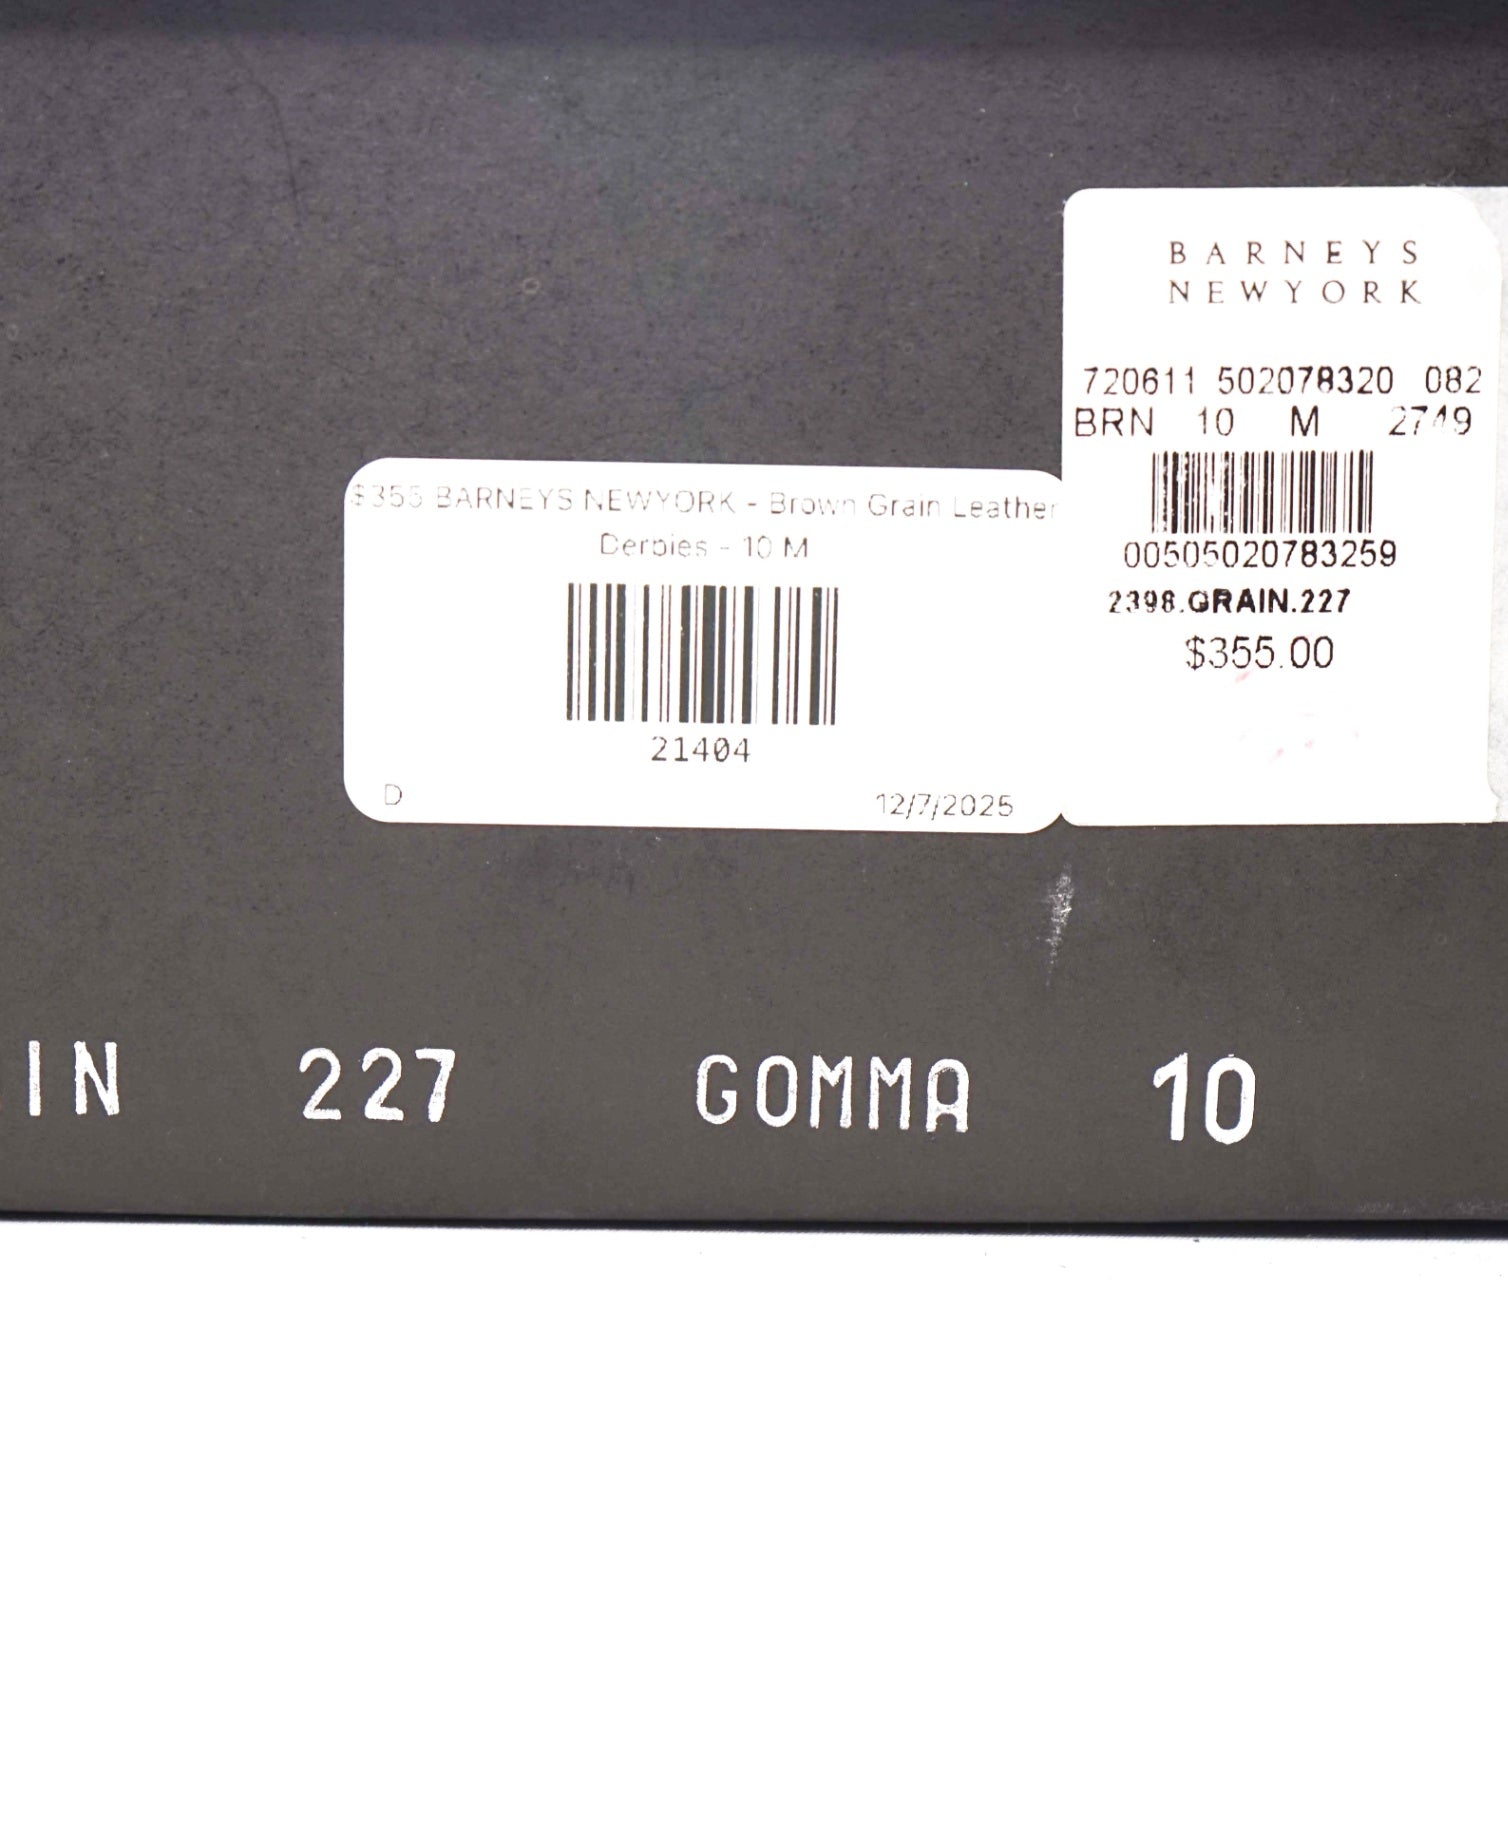 BARNEYS
NEWYORK
720611 502078320 082
BRN 10 M
00505020783259
2398.GRAIN.227
$355.00
$355 BARNEYS NEWYORK - Brown Grain Leather
Derbies - 10 M
21404
D 12/7/2025
IN 227 GOMMA 10